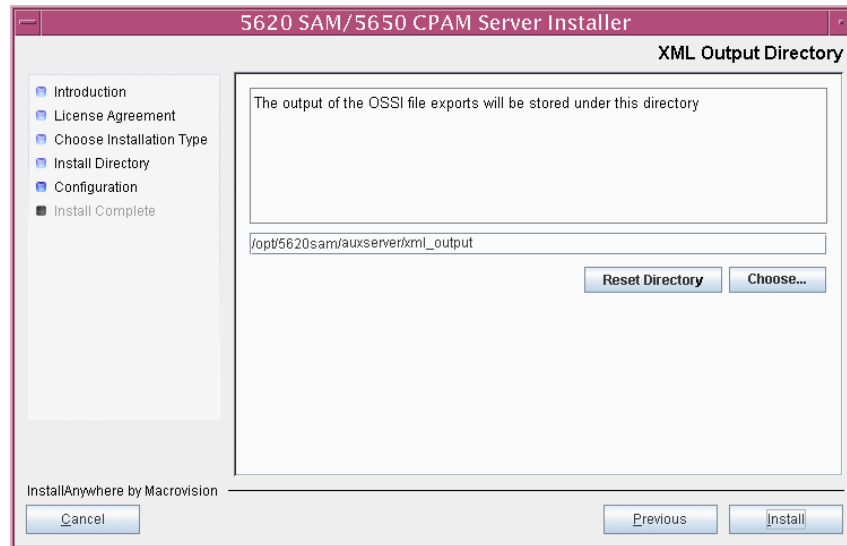 5620 SAM/5650 CPAM Server Installer
XML Output Directory
Introduction
License Agreement
Choose Installation Type
Install Directory
Configuration
Install Complete
The output of the OSSI file exports will be stored under this directory
/opt/5620sam/auxserver/xml_output
Reset Directory
Choose...
InstallAnywhere by Macrovision
Cancel
Previous
Install